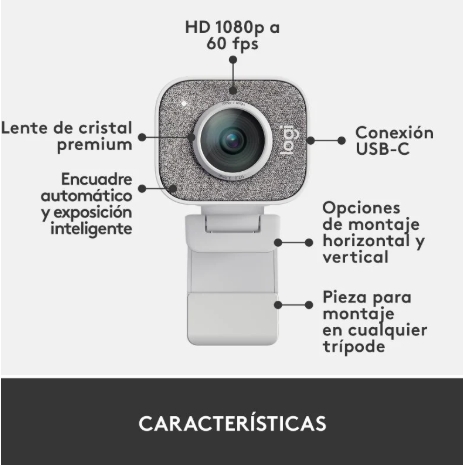 HD 1080p a
60 fps
Lente de cristal
premium
Encuadre
automático
y exposición
inteligente
logi
Conexión
USB-C
Opciones
de montaje
horizontal y
vertical
Pieza para
montaje
en cualquier
trípode
CARACTERÍSTICAS